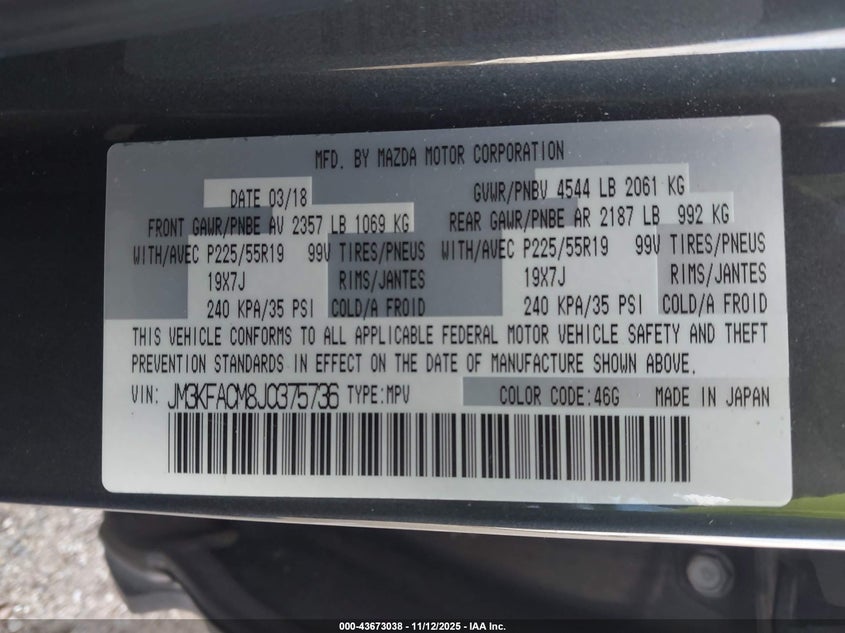 MFD. BY MAZDA MOTOR CORPORATION
DATE 03/18 GVWR/PNBV 4544 LB 2061 KG
FRONT GAWR/PNBE AV 2357 LB 1069 KG REAR GAWR/PNBE AR 2187 LB 992 KG
WITH/AVEC P225/55R19 99V TIRES/PNEUS WITH/AVEC P225/55R19 99V TIRES/PNEUS
19X7J RIMS/JANTES 19X7J RIMS/JANTES
240 KPA/35 PSI COLD/A FROID 240 KPA/35 PSI COLD/A FROID
THIS VEHICLE CONFORMS TO ALL APPLICABLE FEDERAL MOTOR VEHICLE SAFETY AND THEFT
PREVENTION STANDARDS IN EFFECT ON THE DATE OF MANUFACTURE SHOWN ABOVE.
VIN: JM3KFACM8J0375736 TYPE:MPV COLOR CODE:46G MADE IN JAPAN
000-43673038 - 11/12/2025 - IAA Inc.